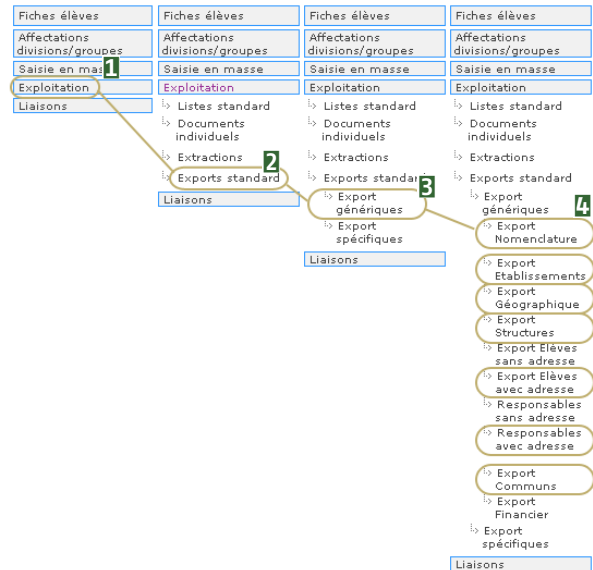 Fiches élèves
Affectations
divisions/groupes
Saisie en masse
1
Exploitation
Liaisons
Fiches élèves
Affectations
divisions/groupes
Saisie en masse
Exploitation
Listes standard
Documents
individuels
Extractions
2
Exports standard
Liaisons
Fiches élèves
Affectations
divisions/groupes
Saisie en masse
Exploitation
Listes standard
Documents
individuels
Extractions
Exports standard
3
Export
génériques
Export
spécifiques
Liaisons
Fiches élèves
Affectations
divisions/groupes
Saisie en masse
Exploitation
Listes standard
Documents
individuels
Extractions
Exports standard
Export
génériques
4
Export
Nomenclature
Export
Etablissements
Export
Géographique
Export
Structures
Export Elèves
sans adresse
Export Elèves
avec adresse
Responsables
sans adresse
Responsables
avec adresse
Export
Communs
Export
Financier
Export
spécifiques
Liaisons